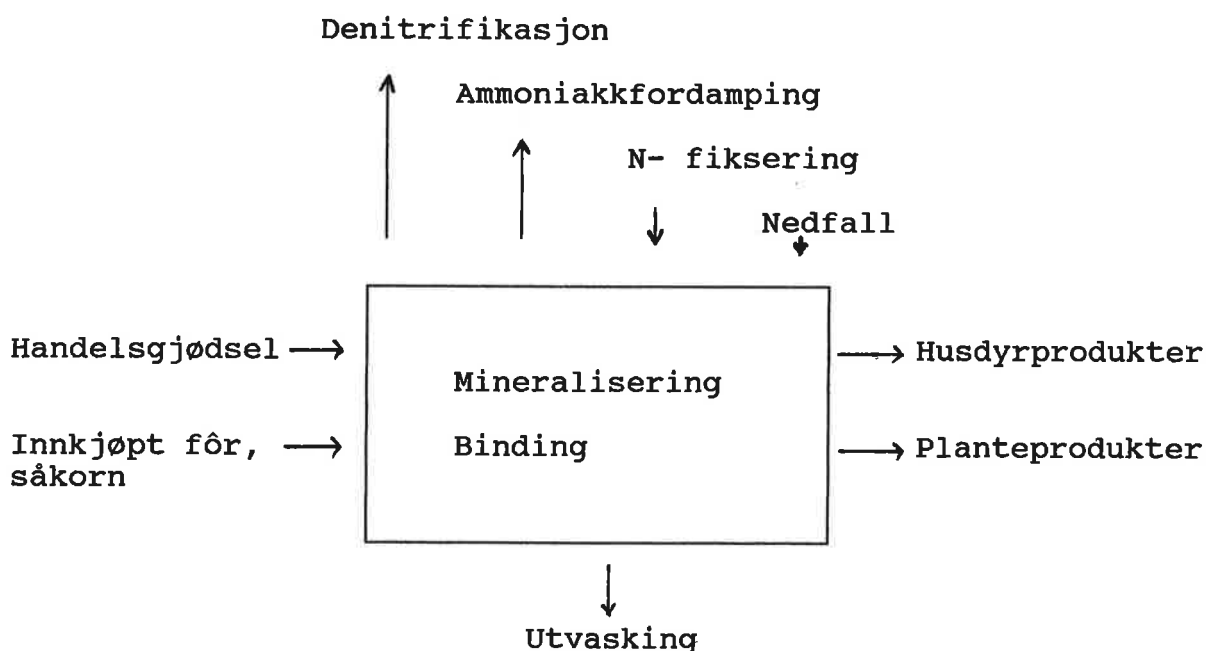 Denitrifikasjon
Ammoniakkfordamping
N- fiksering
Nedfall
Handelsgjødsel
Husdyrprodukter
Mineralisering
Innkjøpt fôr,
såkorn
Binding
Planteprodukter
Utvasking